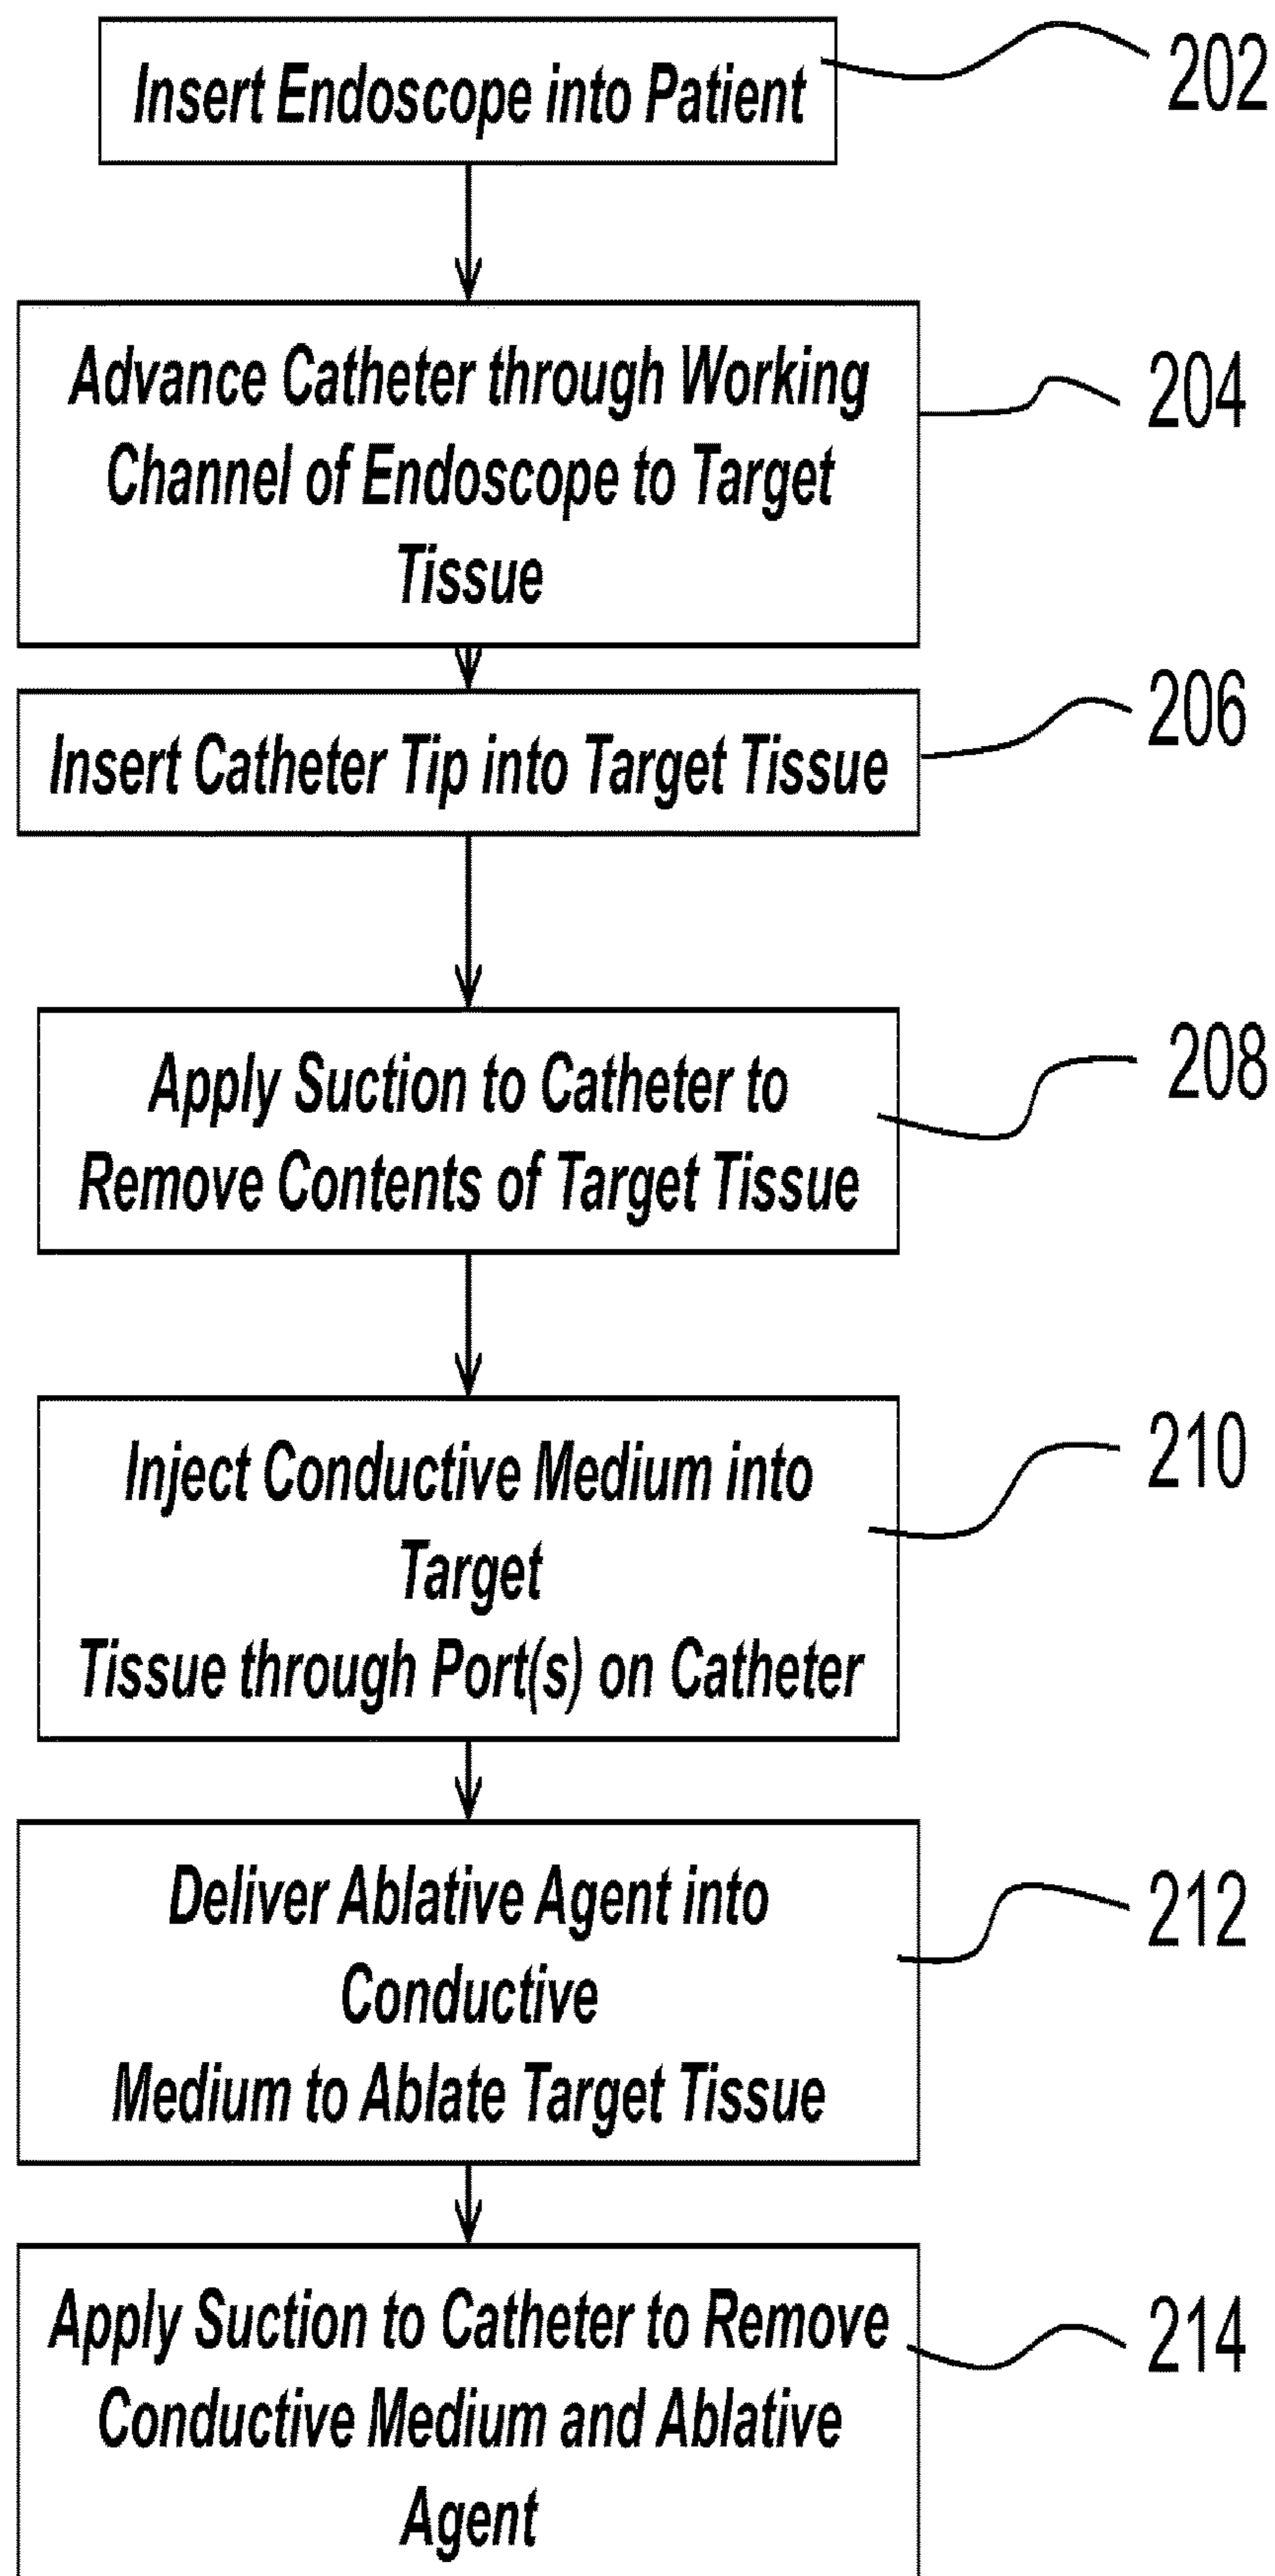 Insert Endoscope into Patient
202
Advance Catheter through Working
Channel of Endoscope to Target
Tissue
204
Insert Catheter Tip into Target Tissue
206
Apply Suction to Catheter to
Remove Contents of Target Tissue
208
Inject Conductive Medium into
Target
Tissue through Port(s) on Catheter
210
Deliver Ablative Agent into
Conductive
Medium to Ablate Target Tissue
212
Apply Suction to Catheter to Remove
Conductive Medium and Ablative
Agent
214